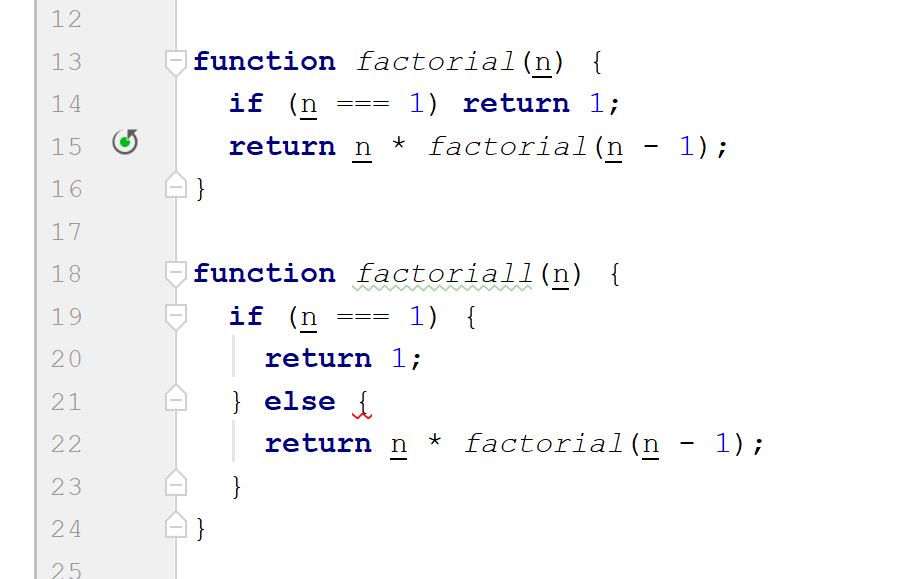 12
13 function factorial(n) {
14   if (n === 1) return 1;
15   return n * factorial(n - 1);
16 }
17
18 function factoriall(n) {
19   if (n === 1) {
20     return 1;
21   } else {
22     return n * factorial(n - 1);
23   }
24 }
25